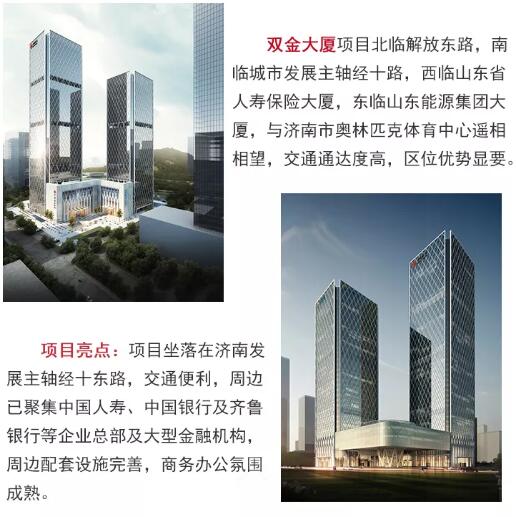 双金大厦项目北临解放东路，南
临城市发展主轴经十路，西临山东省
人寿保险大厦，东临山东能源集团大
厦，与济南市奥林匹克体育中心遥相
相望，交通通达度高，区位优势显要。
项目亮点：项目坐落在济南发
展主轴经十东路，交通便利，周边
已聚集中国人寿、中国银行及齐鲁
银行等企业总部及大型金融机构，
周边配套设施完善，商务办公氛围
成熟。